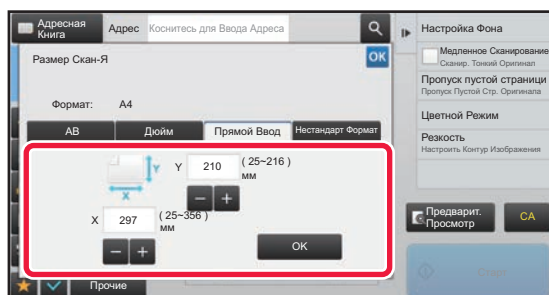 Адресная
Книга
Адрес
Коснитесь для Ввода Адреса
Размер Скан-Я
OK
Формат: A4
AB
Дюйм
Прямой Ввод
Нестандарт Формат
Y
X
Y 210 ( 25~216 )
мм
X 297 ( 25~356 )
мм
OK
Прочие
Настройка Фона
Медленное Сканирование
Сканир. Тонкий Оригинал
Пропуск пустой страници
Пропуск Пустой Стр. Оригинала
Цветной Режим
Резкость
Настроить Контур Изображения
Предварит.
Просмотр
CA